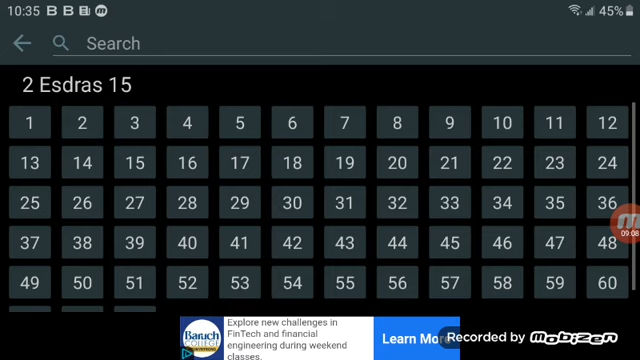 10:35 B B 45%
Search
2 Esdras 15
1 2 3 4 5 6 7 8 9 10 11 12
13 14 15 16 17 18 19 20 21 22 23 24
25 26 27 28 29 30 31 32 33 34 35 36
37 38 39 40 41 42 43 44 45 46 47 48
49 50 51 52 53 54 55 56 57 58 59 60
09:08
Baruch
COLLEGE
Explore new challenges in
FinTech and financial
engineering during weekend
classes.
Learn More
Recorded by mobizen